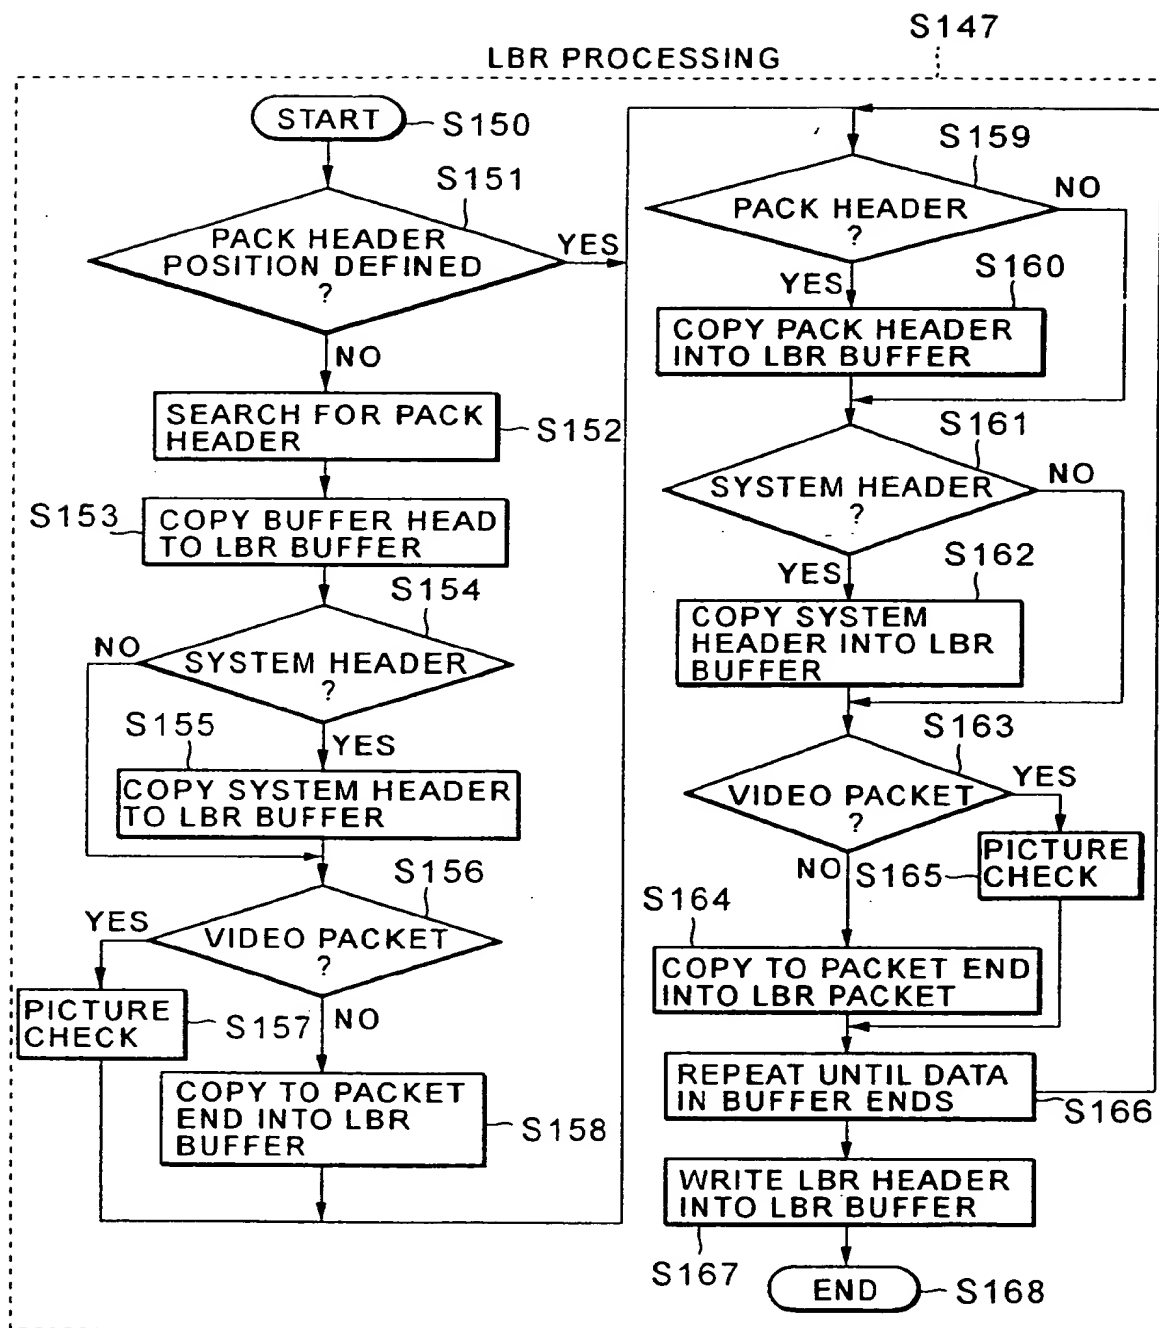 S147
LBR PROCESSING
START
S150
S151
PACK HEADER
POSITION DEFINED
?
YES
NO
SEARCH FOR PACK
HEADER
S152
S153
COPY BUFFER HEAD
TO LBR BUFFER
S154
NO
SYSTEM HEADER
?
S155
YES
COPY SYSTEM HEADER
TO LBR BUFFER
S156
YES
VIDEO PACKET
?
PICTURE
CHECK
S157
NO
COPY TO PACKET
END INTO LBR
BUFFER
S158
S159
NO
PACK HEADER
?
YES
S160
COPY PACK HEADER
INTO LBR BUFFER
S161
NO
SYSTEM HEADER
?
YES
S162
COPY SYSTEM
HEADER INTO LBR
BUFFER
S163
YES
VIDEO PACKET
?
NO
S165
PICTURE
CHECK
S164
COPY TO PACKET END
INTO LBR PACKET
REPEAT UNTIL DATA
IN BUFFER ENDS
S166
WRITE LBR HEADER
INTO LBR BUFFER
S167
END
S168